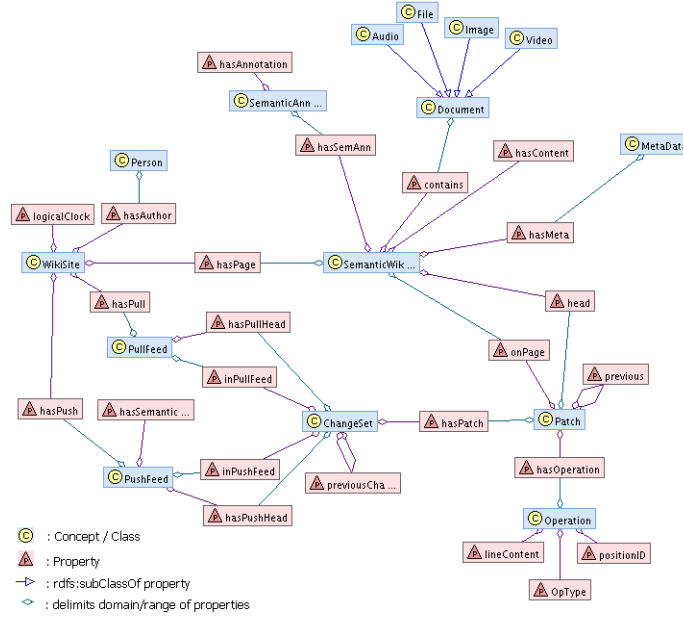 C File
C Audio
C Image
C Video
P hasAnnotation
C SemanticAnn ...
C Document
P hasSemAnn
P hasContent
C MetaData
C Person
P contains
P logicalClock
P hasAuthor
P hasMeta
C WikiSite
P hasPage
C SemanticWik ...
P hasPull
P hasPullHead
P head
C PullFeed
P onPage
P inPullFeed
P previous
P hasPush
P hasSemantic ...
C ChangeSet
P hasPatch
C Patch
P inPushFeed
P hasOperation
C PushFeed
P previousCha ...
P hasPushHead
C Operation
P lineContent
P positionID
P OpType
C : Concept / Class
P : Property
: rdfs:subClassOf property
: delimits domain/range of properties